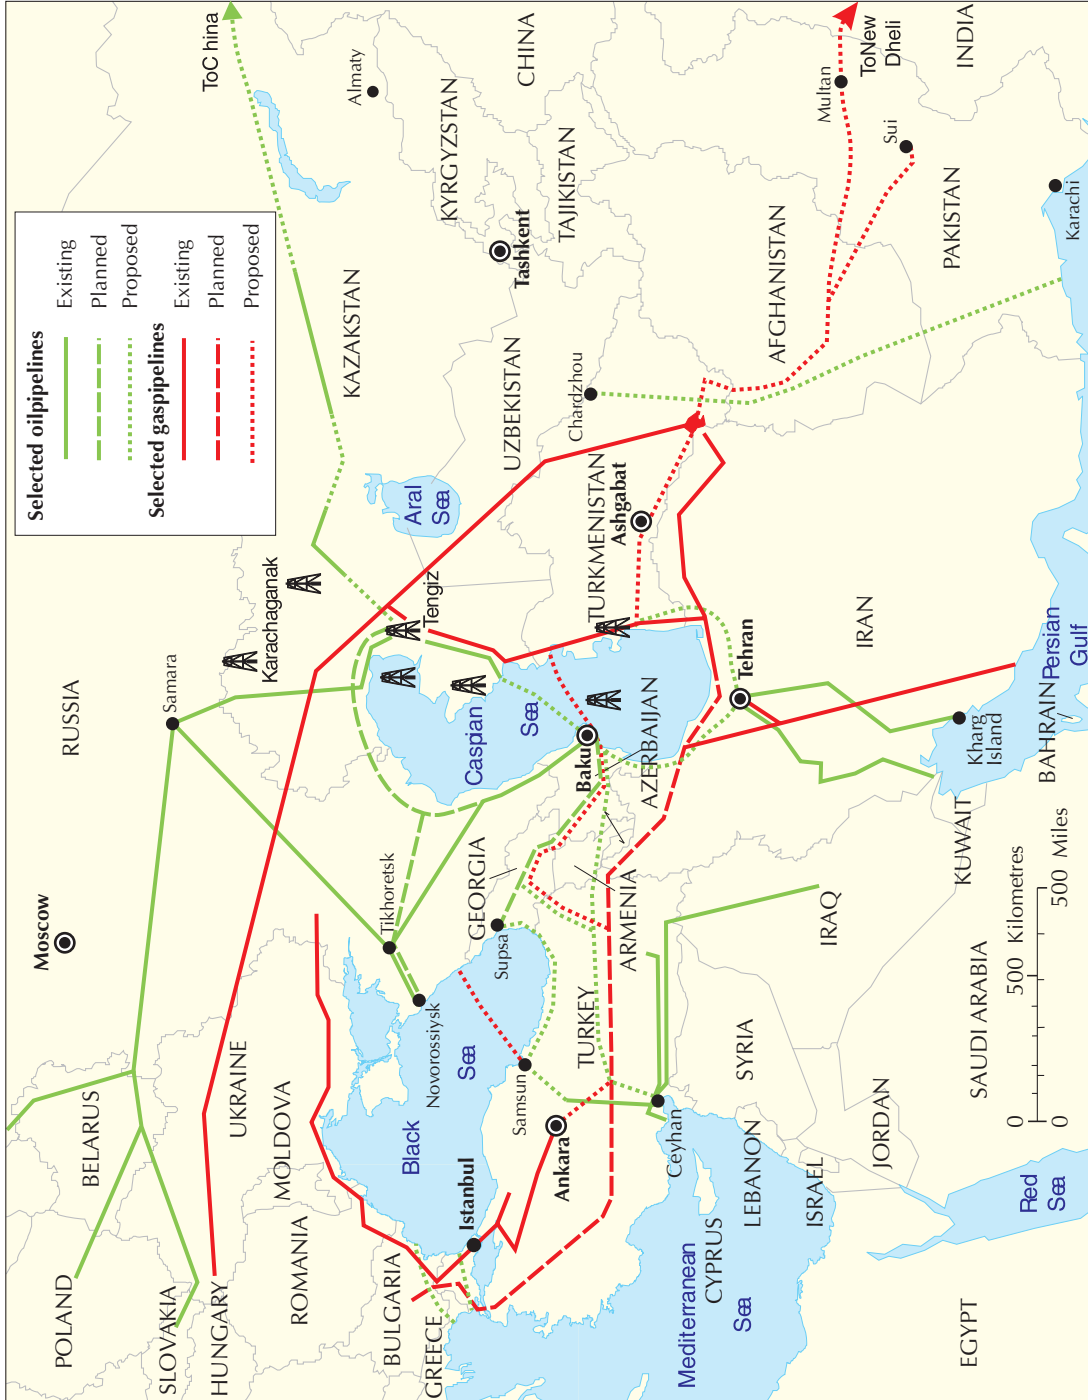 Selected oilpipelines
Existing
Planned
Proposed
Selected gaspipelines
Existing
Planned
Proposed
ToC hina
Almaty
CHINA
ToNew
Dheli
INDIA
Multan
Sui
KYRGYZSTAN
TAJIKISTAN
Tashkent
PAKISTAN
Karachi
KAZAKSTAN
AFGHANISTAN
UZBEKISTAN
Chardzhou
Aral
Sea
TURKMENISTAN
Ashgabat
Karachaganak
Tengiz
IRAN
Tehran
Persian
Gulf
RUSSIA
Samara
Caspian
Sea
Baku
AZERBAIJAN
Kharg
Island
BAHRAIN
KUWAIT
Moscow
Tikhoretsk
GEORGIA
Supsa
ARMENIA
IRAQ
Novorossiysk
Black
Sea
Samsun
TURKEY
SYRIA
SAUDI ARABIA
0
500 Kilometres
0
500 Miles
BELARUS
UKRAINE
MOLDOVA
Istanbul
Ankara
Ceyhan
LEBANON
ISRAEL
JORDAN
Red
Sea
POLAND
SLOVAKIA
HUNGARY
ROMANIA
BULGARIA
GREECE
Mediterranean
Sea
CYPRUS
EGYPT